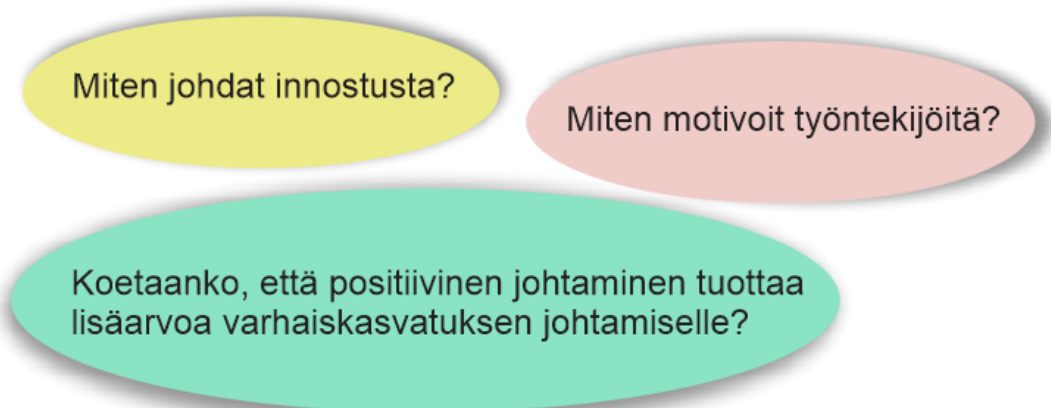 Miten johdat innostusta?
Miten motivoit työntekijöitä?
Koetaanko, että positiivinen johtaminen tuottaa
lisäarvoa varhaiskasvatuksen johtamiselle?